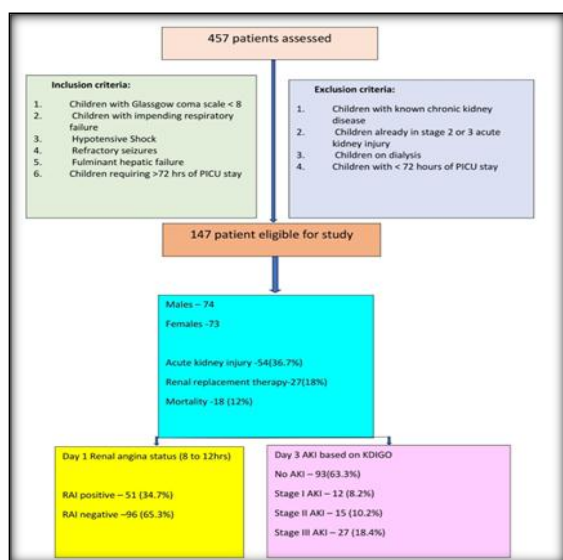 457 patients assessed
Inclusion criteria:
1. Children with Glassgow coma scale < 8
2. Children with impending respiratory
failure
3. Hypotensive Shock
4. Refractory seizures
5. Fulminant hepatic failure
6. Children requiring >72 hrs of PICU stay
Exclusion criteria:
1. Children with known chronic kidney
disease
2. Children already in stage 2 or 3 acute
kidney injury
3. Children on dialysis
4. Children with < 72 hours of PICU stay
147 patient eligible for study
Males – 74
Females -73
Acute kidney injury -54(36.7%)
Renal replacement therapy-27(18%)
Mortality -18 (12%)
Day 1 Renal angina status (8 to 12hrs)
RAI positive – 51 (34.7%)
RAI negative –96 (65.3%)
Day 3 AKI based on KDIGO
No AKI – 93(63.3%)
Stage I AKI – 12 (8.2%)
Stage II AKI – 15 (10.2%)
Stage III AKI – 27 (18.4%)